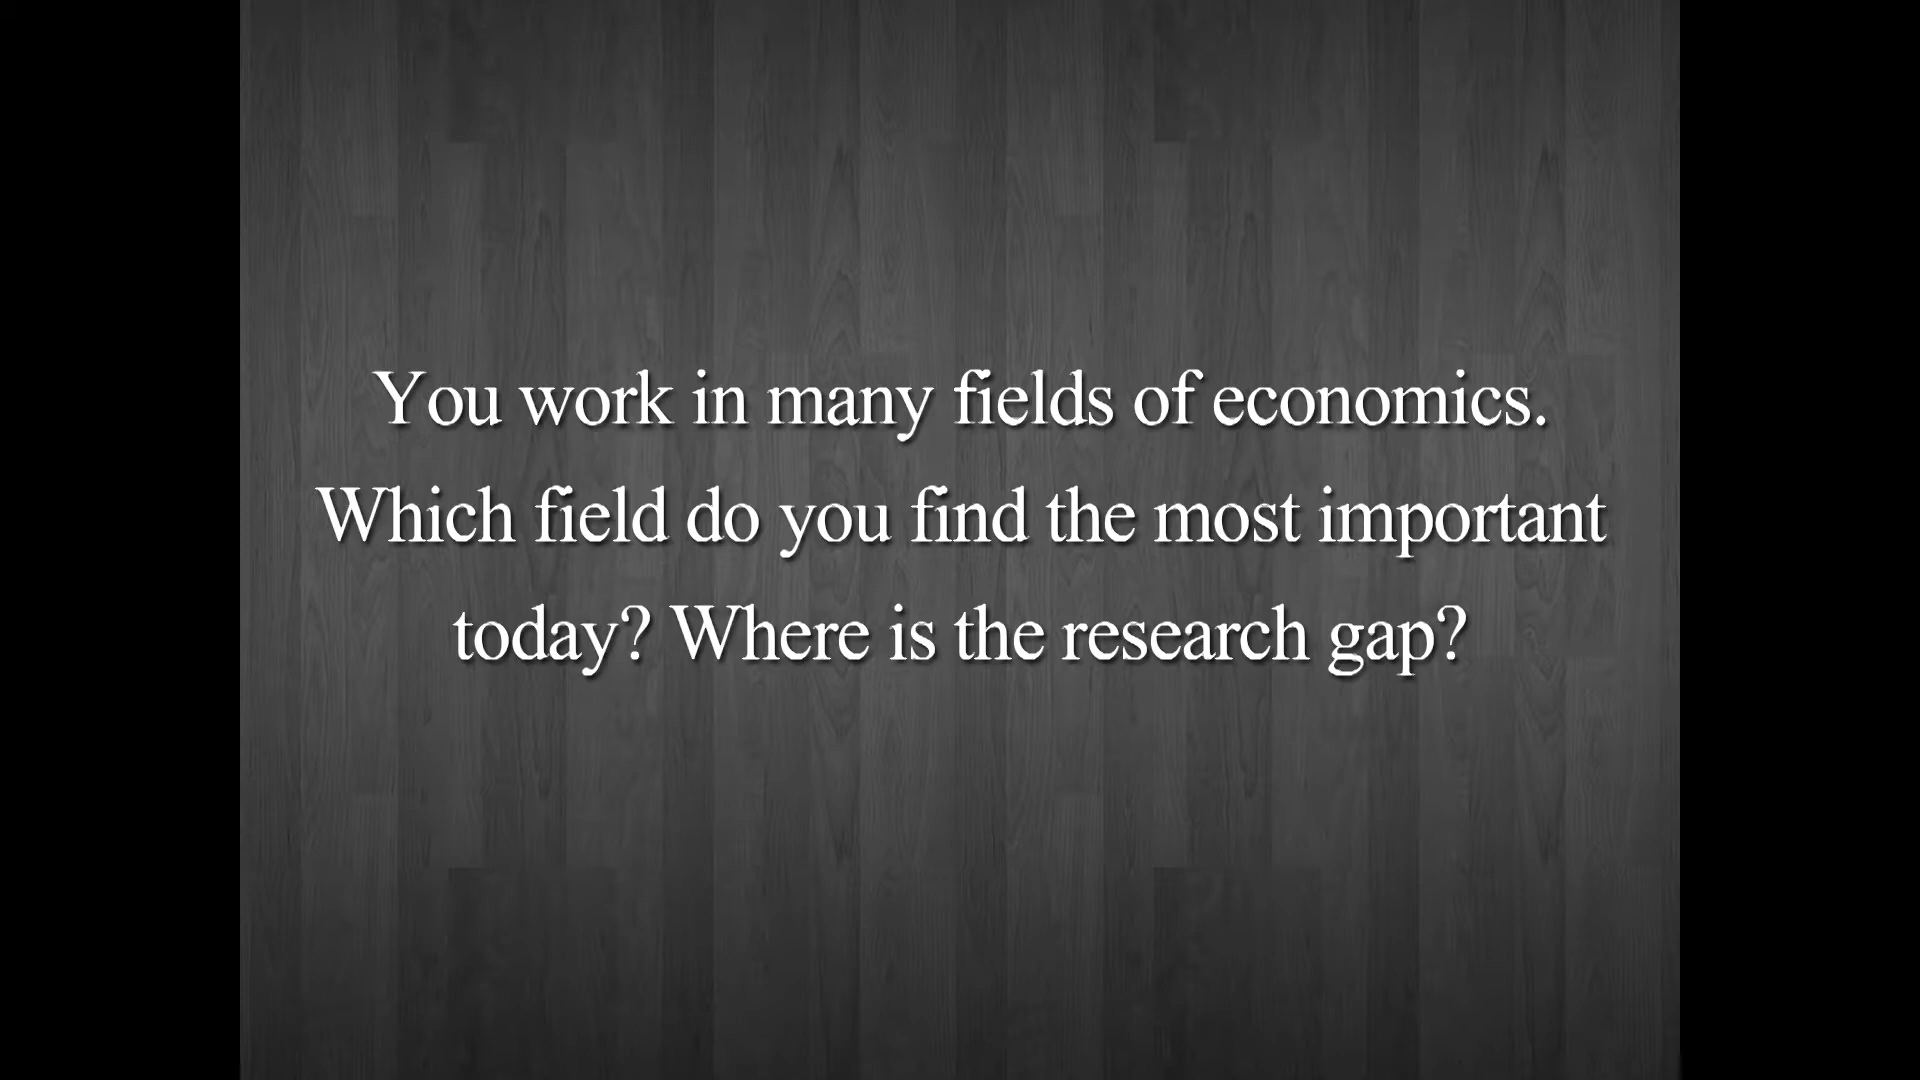 You work in many fields of economics.
Which field do you find the most important
today? Where is the research gap?